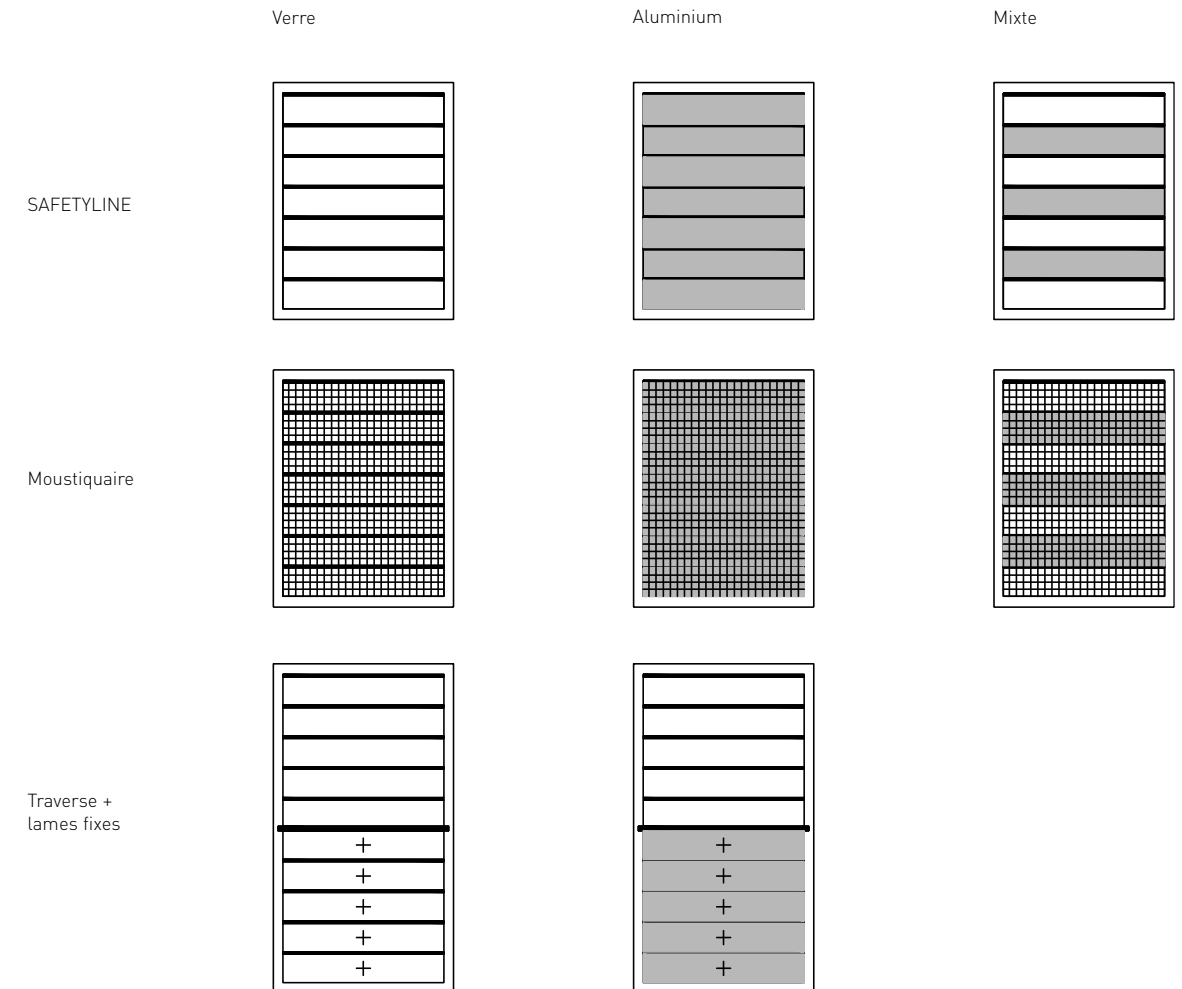 Verre
Aluminium
Mixte
SAFETYLINE
Moustiquaire
Traverse +
lames fixes